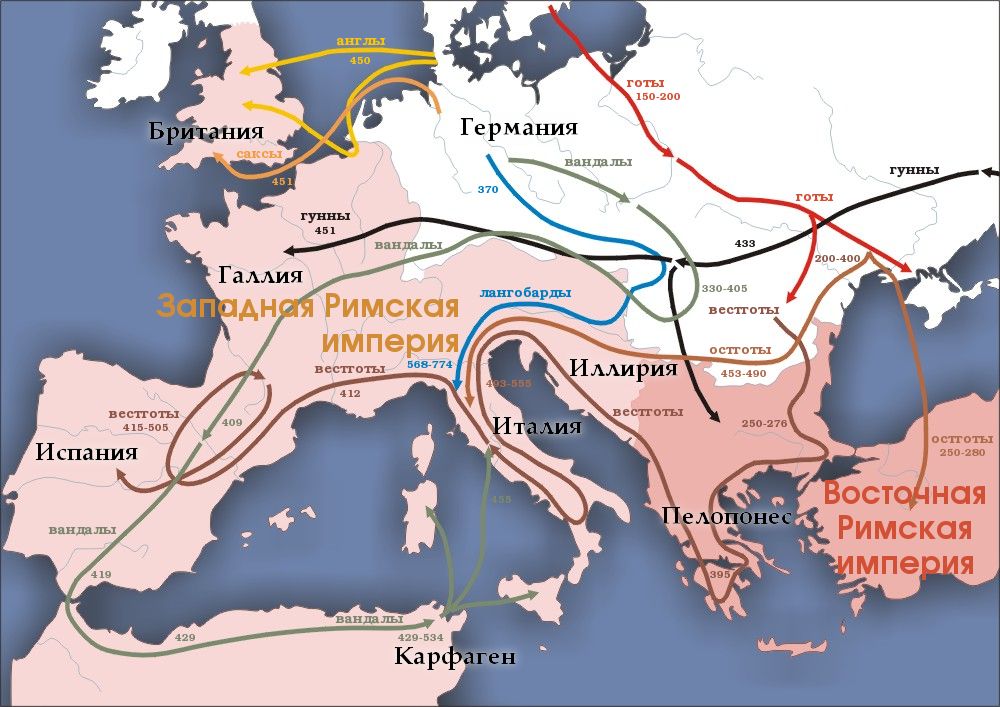 англы
450
Британия
саксы
451
Германия
готы
150-200
вандалы
370
гунны
готы
гунны
451
вандалы
433
200-400
Галлия
330-405
лангобарды
вестготы
Западная Римская
империя
568-774
остготы
453-490
Иллирия
вестготы
412
493-555
вестготы
415-505
409
вестготы
Италия
250-276
остготы
250-280
Испания
455
Восточная
Римская
империя
Пелопонес
вандалы
419
395
вандалы
429
429-534
Карфаген